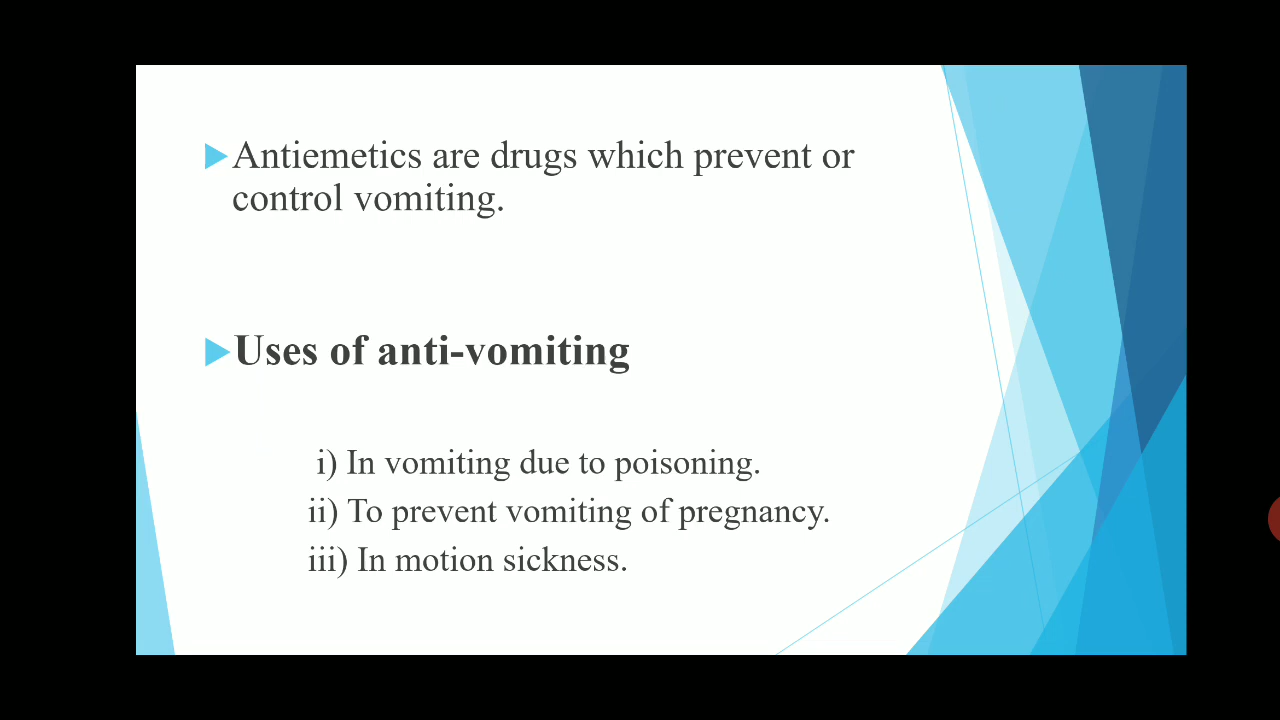 Antiemetics are drugs which prevent or
control vomiting.
Uses of anti-vomiting
i) In vomiting due to poisoning.
ii) To prevent vomiting of pregnancy.
iii) In motion sickness.